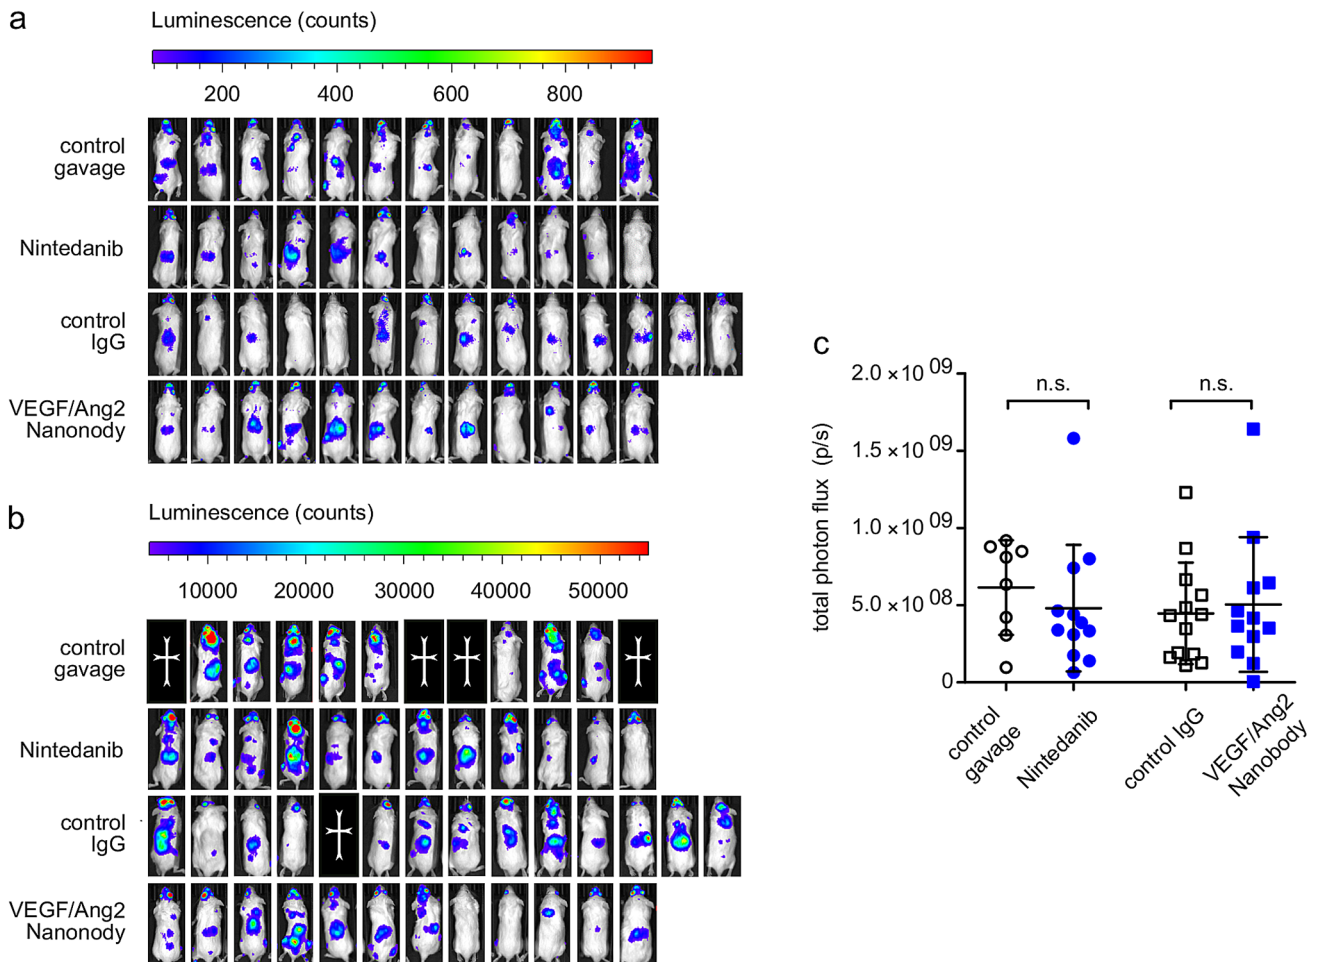 a
Luminescence (counts)
200 400 600 800
control
gavage
Nintedanib
control
IgG
VEGF/Ang2
Nanonody
b
Luminescence (counts)
10000 20000 30000 40000 50000
control
gavage
Nintedanib
control
IgG
VEGF/Ang2
Nanonody
c
total photon flux (p/s)
2.0 × 10 09
1.5 × 10 09
1.0 × 10 09
5.0 × 10 08
0
n.s. n.s.
control
gavage
Nintedanib
control IgG
VEGF/Ang2
Nanobody